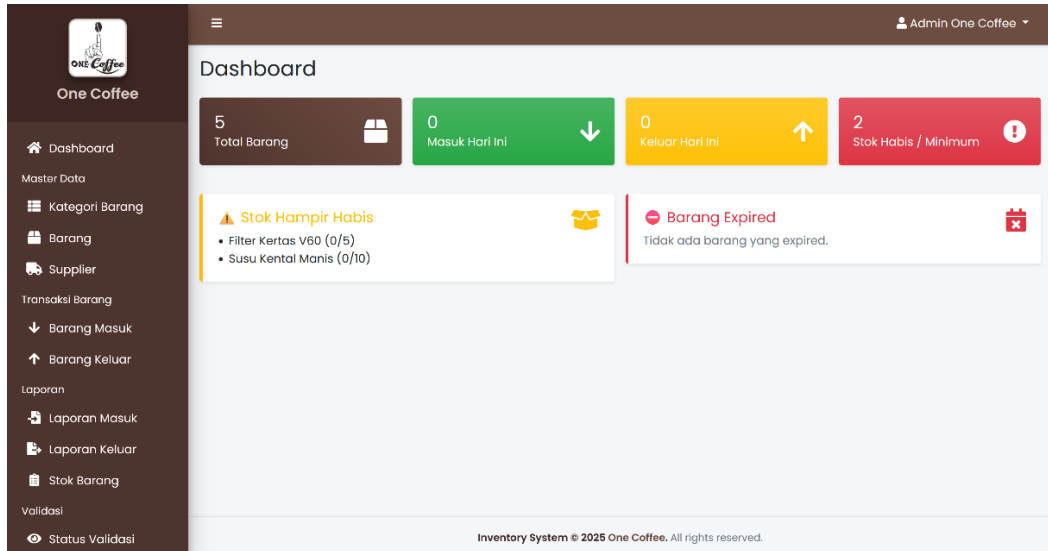 ONE Coffee
One Coffee
Dashboard
Master Data
Kategori Barang
Barang
Supplier
Transaksi Barang
Barang Masuk
Barang Keluar
Laporan
Laporan Masuk
Laporan Keluar
Stok Barang
Validasi
Status Validasi
Admin One Coffee
Dashboard
5
Total Barang
0
Masuk Hari Ini
0
Keluar Hari Ini
2
Stok Habis / Minimum
Stok Hampir Habis
• Filter Kertas V60 (0/5)
• Susu Kental Manis (0/10)
Barang Expired
Tidak ada barang yang expired.
Inventory System © 2025 One Coffee. All rights reserved.